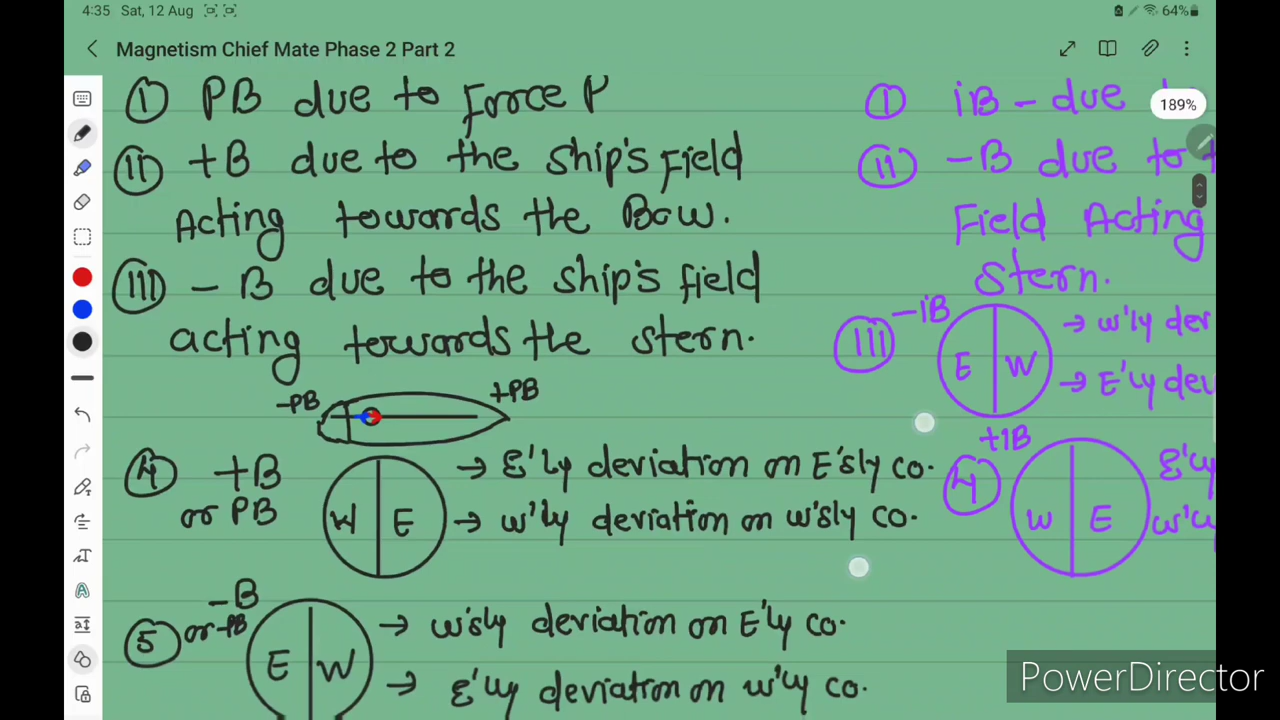 4:35 Sat, 12 Aug
64%
Magnetism Chief Mate Phase 2 Part 2
189%
I PB due to Force P
II +B due to the ship's Field
Acting towards the Bow.
III - B due to the ship's field
acting towards the stern.
-PB +PB
4 +B
or PB
W E
→ E'ly deviation on E'sly co.
→ w'ly deviation on w'sly co.
5 -B
or -PB
E W
→ w'sly deviation on E'ly co.
→ E'ly deviation on w'ly co.
I iB - due
II -B due to
Field Acting
Stern.
III -iB
E W
→ w'ly dev
→ E'ly dev
4 +1B
W E
E'ly
w'ly
PowerDirector